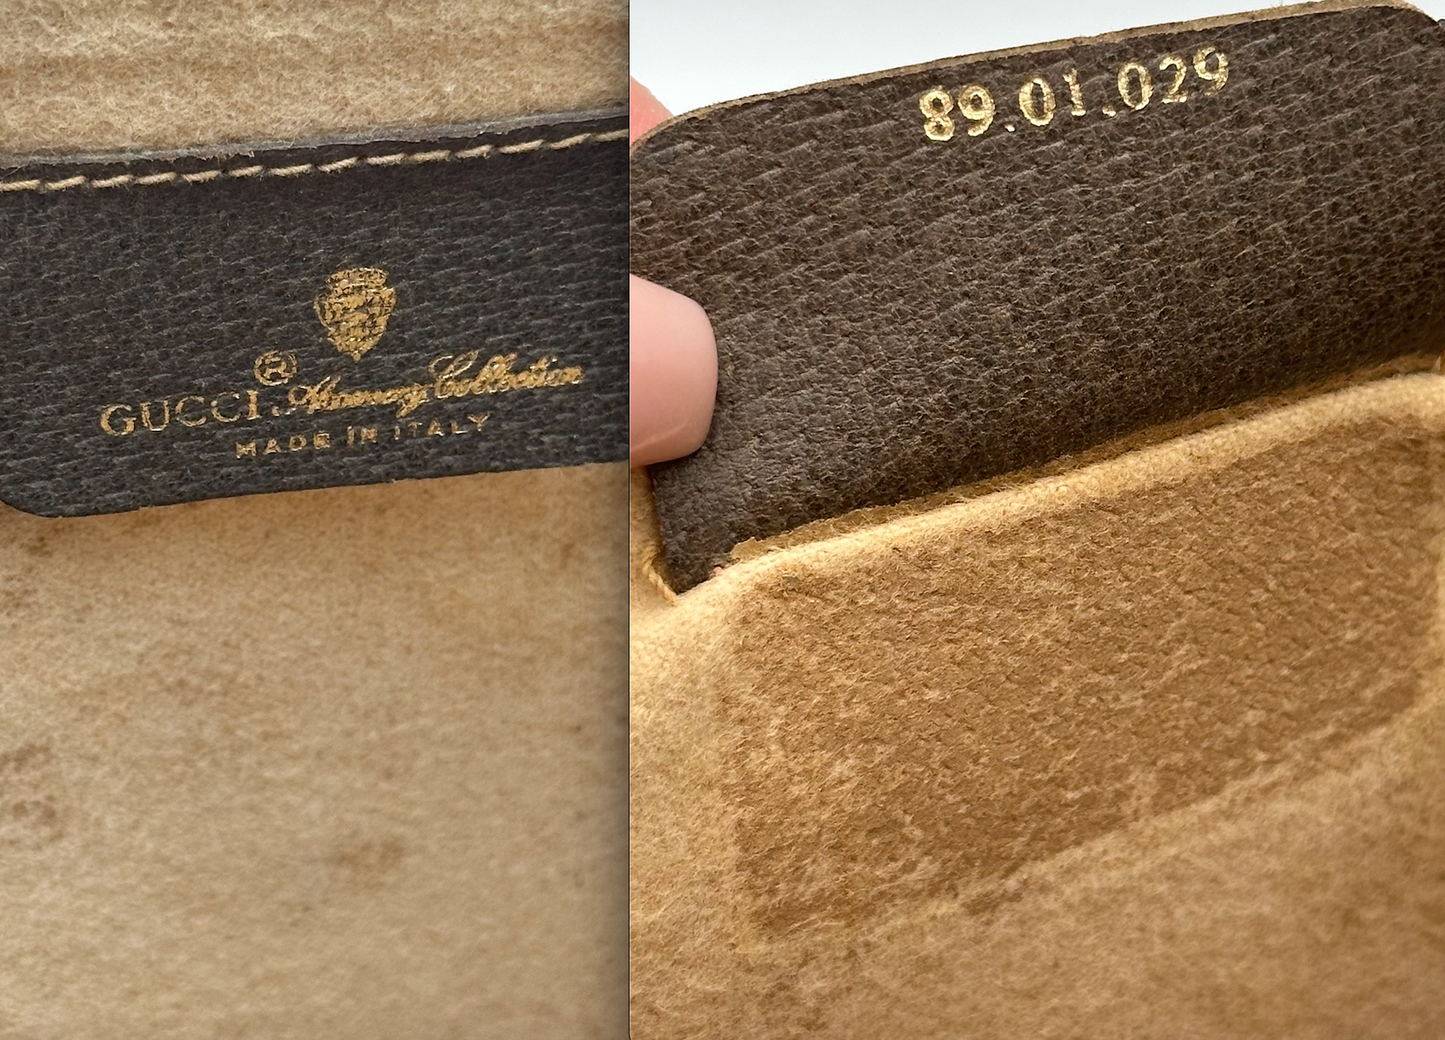 ®
GUCCI Accessory Collection
MADE IN ITALY
89.01.029